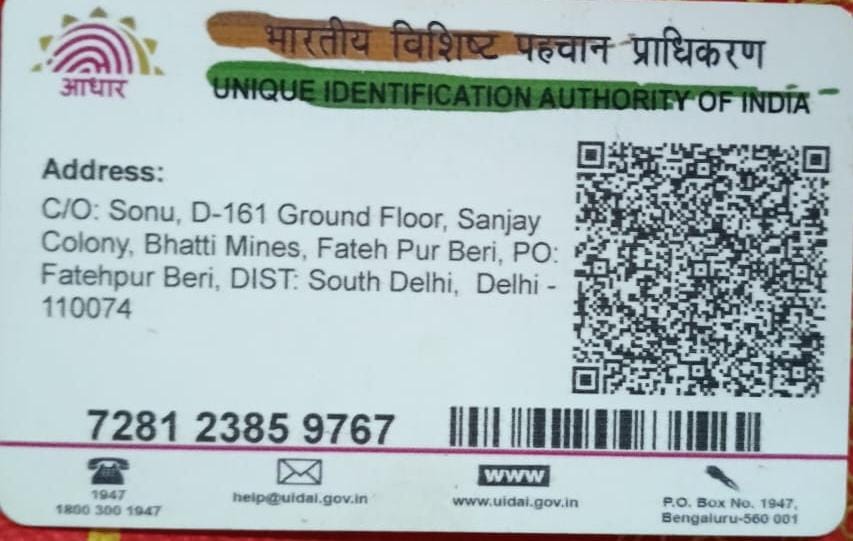 भारतीय विशिष्ट पहचान प्राधिकरण
आधार
UNIQUE IDENTIFICATION AUTHORITY OF INDIA
Address:
C/O: Sonu, D-161 Ground Floor, Sanjay
Colony, Bhatti Mines, Fateh Pur Beri, PO:
Fatehpur Beri, DIST: South Delhi, Delhi -
110074
7281 2385 9767
1947
1800 300 1947
help@uidai.gov.in
www
www.uidai.gov.in
P.O. Box No. 1947,
Bengaluru-560 001